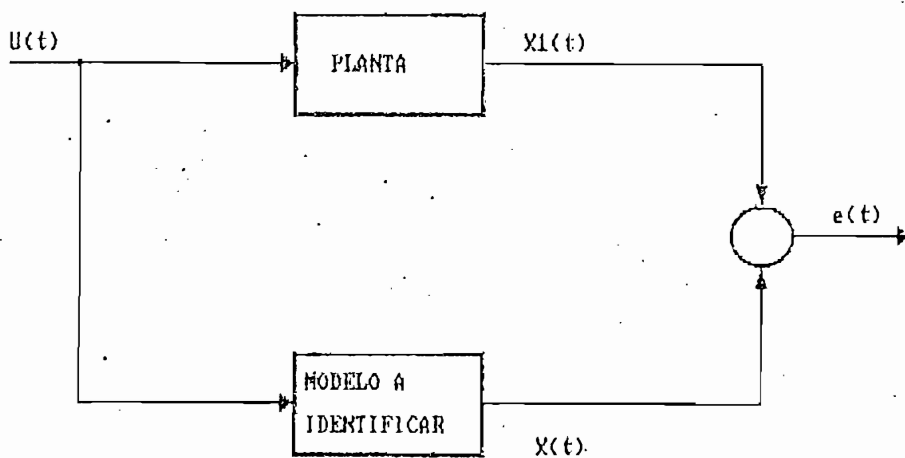 U(t)
PLANTA
X1(t)
e(t)
MODELO A
IDENTIFICAR
X(t).